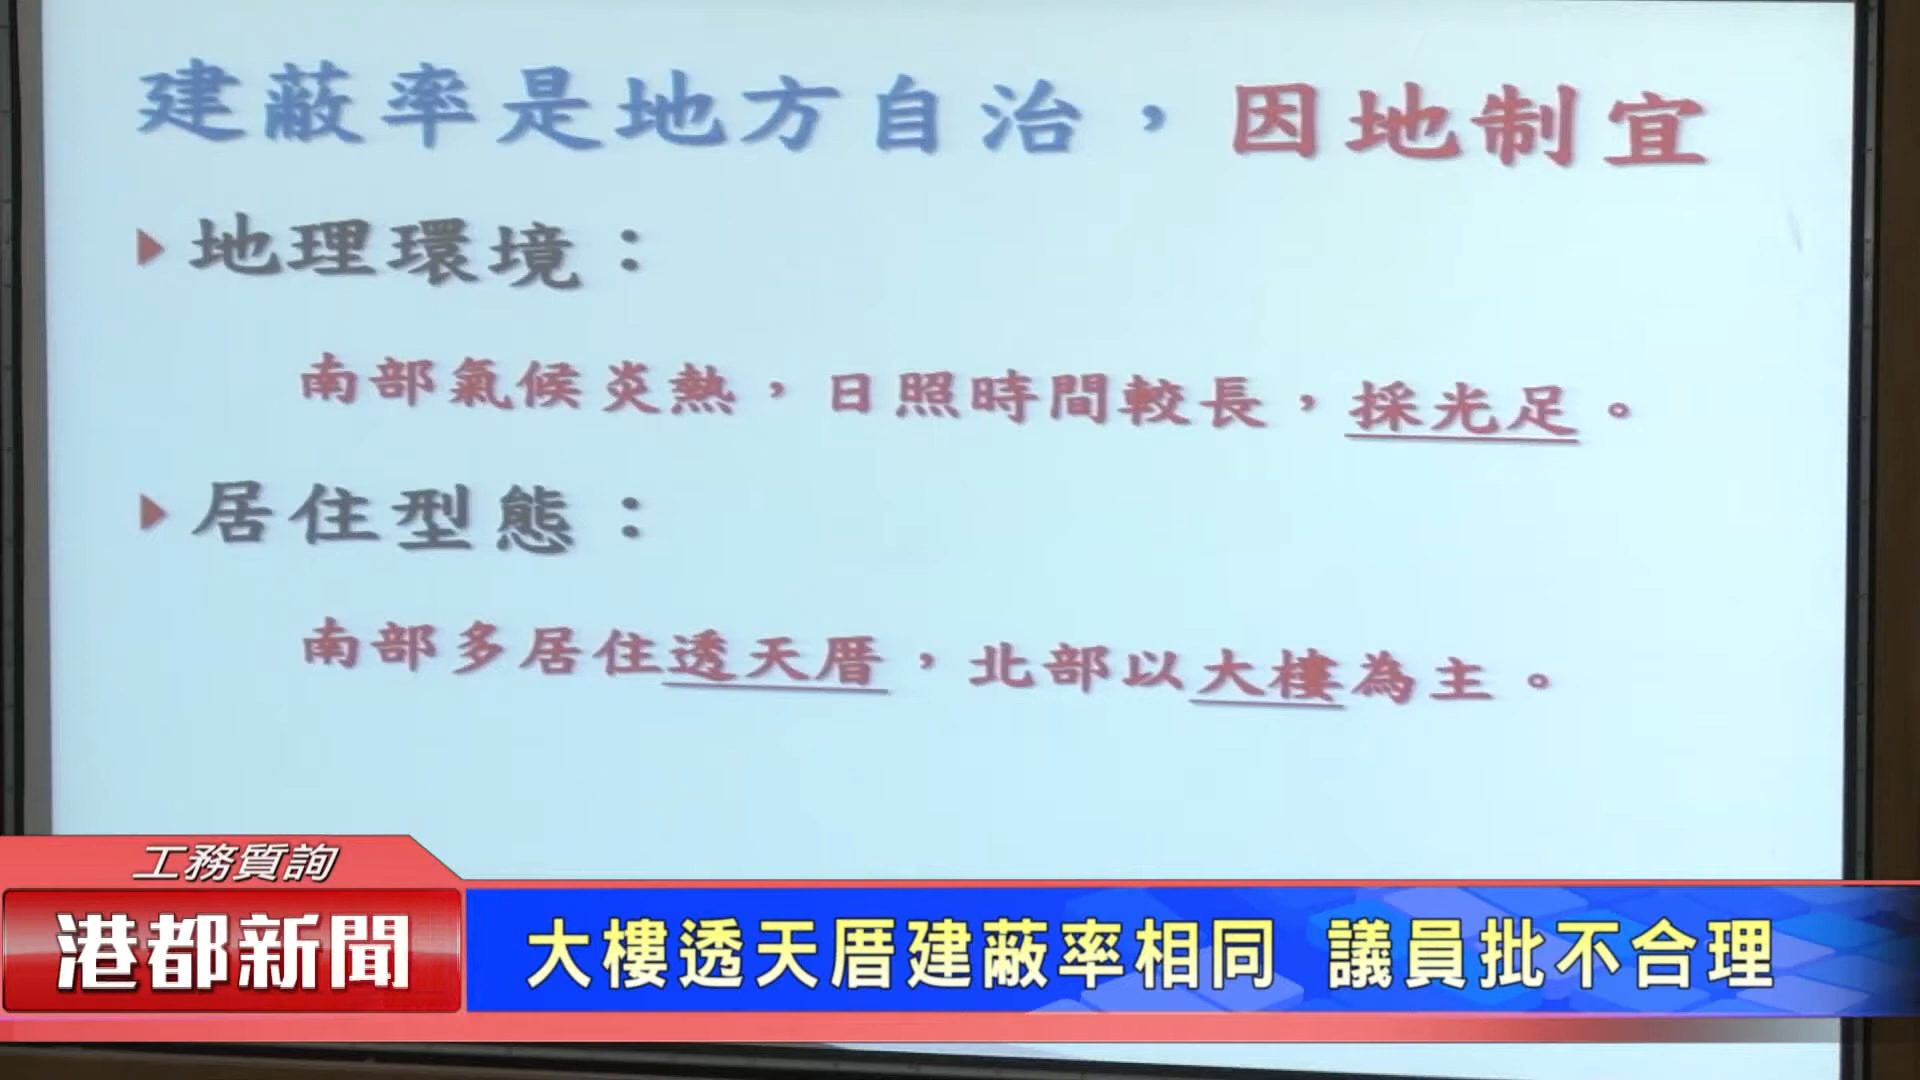 建蔽率是地方自治，因地制宜
地理環境：
南部氣候炎熱，日照時間較長，採光足。
居住型態：
南部多居住透天厝，北部以大樓為主。
工務質詢
港都新聞
大樓透天厝建蔽率相同 議員批不合理